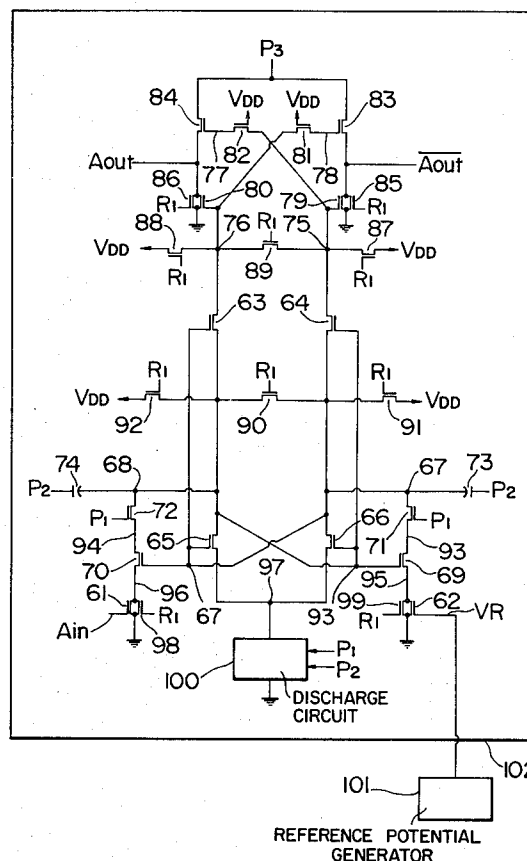 P3
84 83
VDD VDD
82 81
77 78
Aout Aout
86 80 79 85
R1 R1
88 76 R1 75 87
VDD VDD
R1 89 R1
63 64
R1 R1 R1
VDD VDD
92 90 91
74 68 67 73
P2 P2
72 71
P1 P1
94 65 66 93
70 69
96 97 95
61 67 93 99 62
R1 R1 VR
Ain 98
P1
P2
100 DISCHARGE
CIRCUIT
102
101
REFERENCE POTENTIAL
GENERATOR